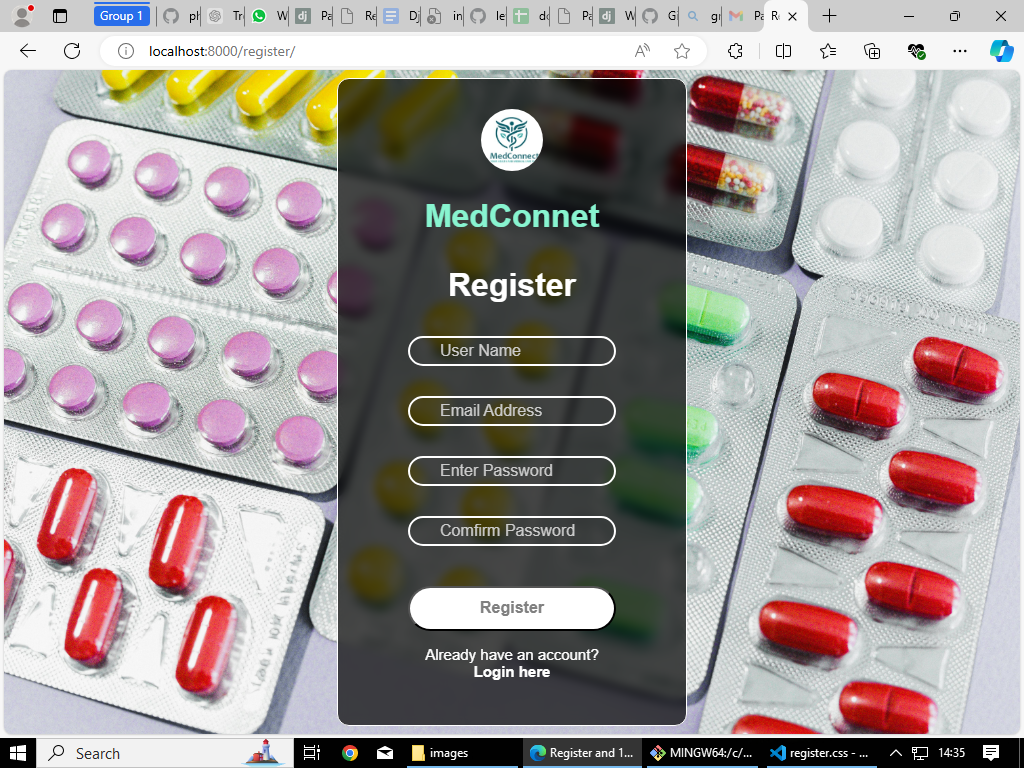 Group 1
pl
Tr
W
Pa
Re
Dj
in
le
do
Pa
W
Gi
gr
Pa
Re
localhost:8000/register/
MedConnect
MedConnet
Register
User Name
Email Address
Enter Password
Comfirm Password
Register
Already have an account?
Login here
Search
images
Register and 1...
MINGW64:/c/...
register.css - ...
14:35